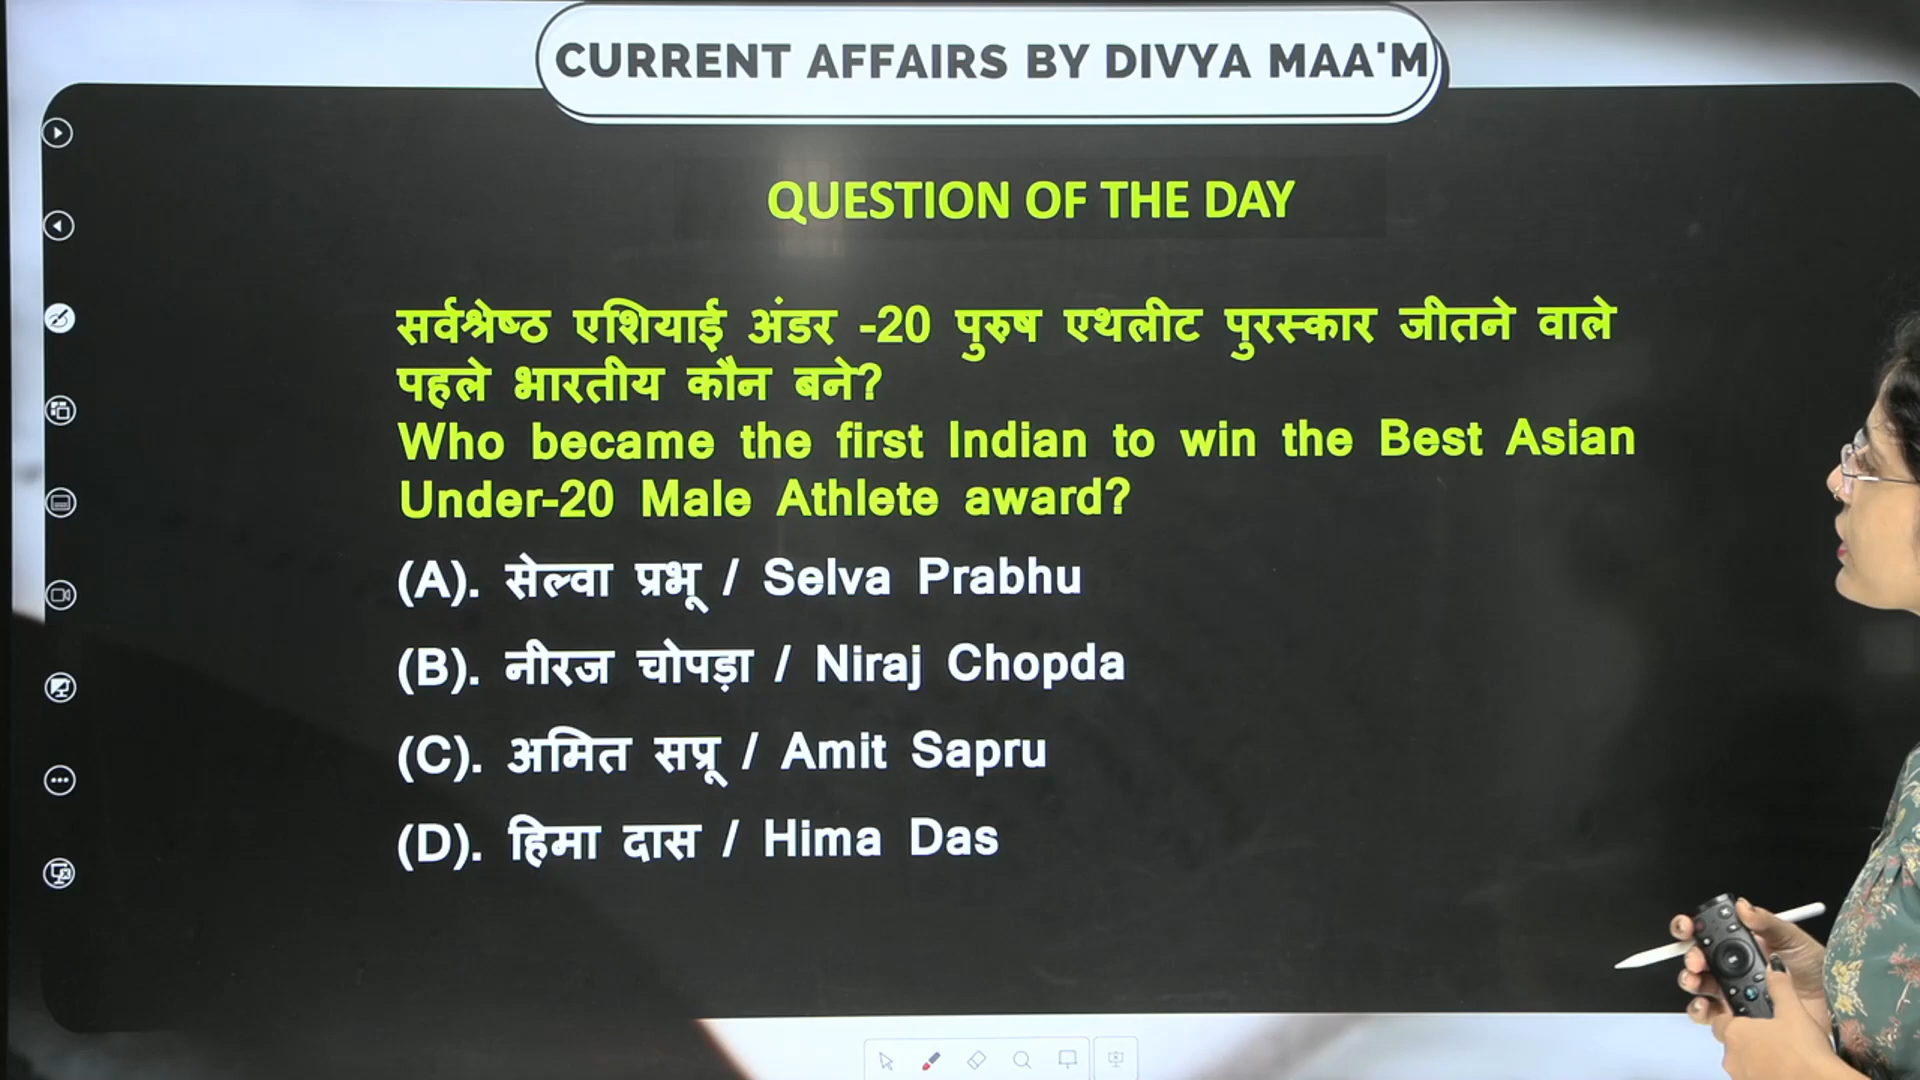 CURRENT AFFAIRS BY DIVYA MAA'M
QUESTION OF THE DAY
सर्वश्रेष्ठ एशियाई अंडर -20 पुरुष एथलीट पुरस्कार जीतने वाले
पहले भारतीय कौन बने?
Who became the first Indian to win the Best Asian
Under-20 Male Athlete award?
(A). सेल्वा प्रभू / Selva Prabhu
(B). नीरज चोपड़ा / Niraj Chopda
(C). अमित सप्रू / Amit Sapru
(D). हिमा दास / Hima Das